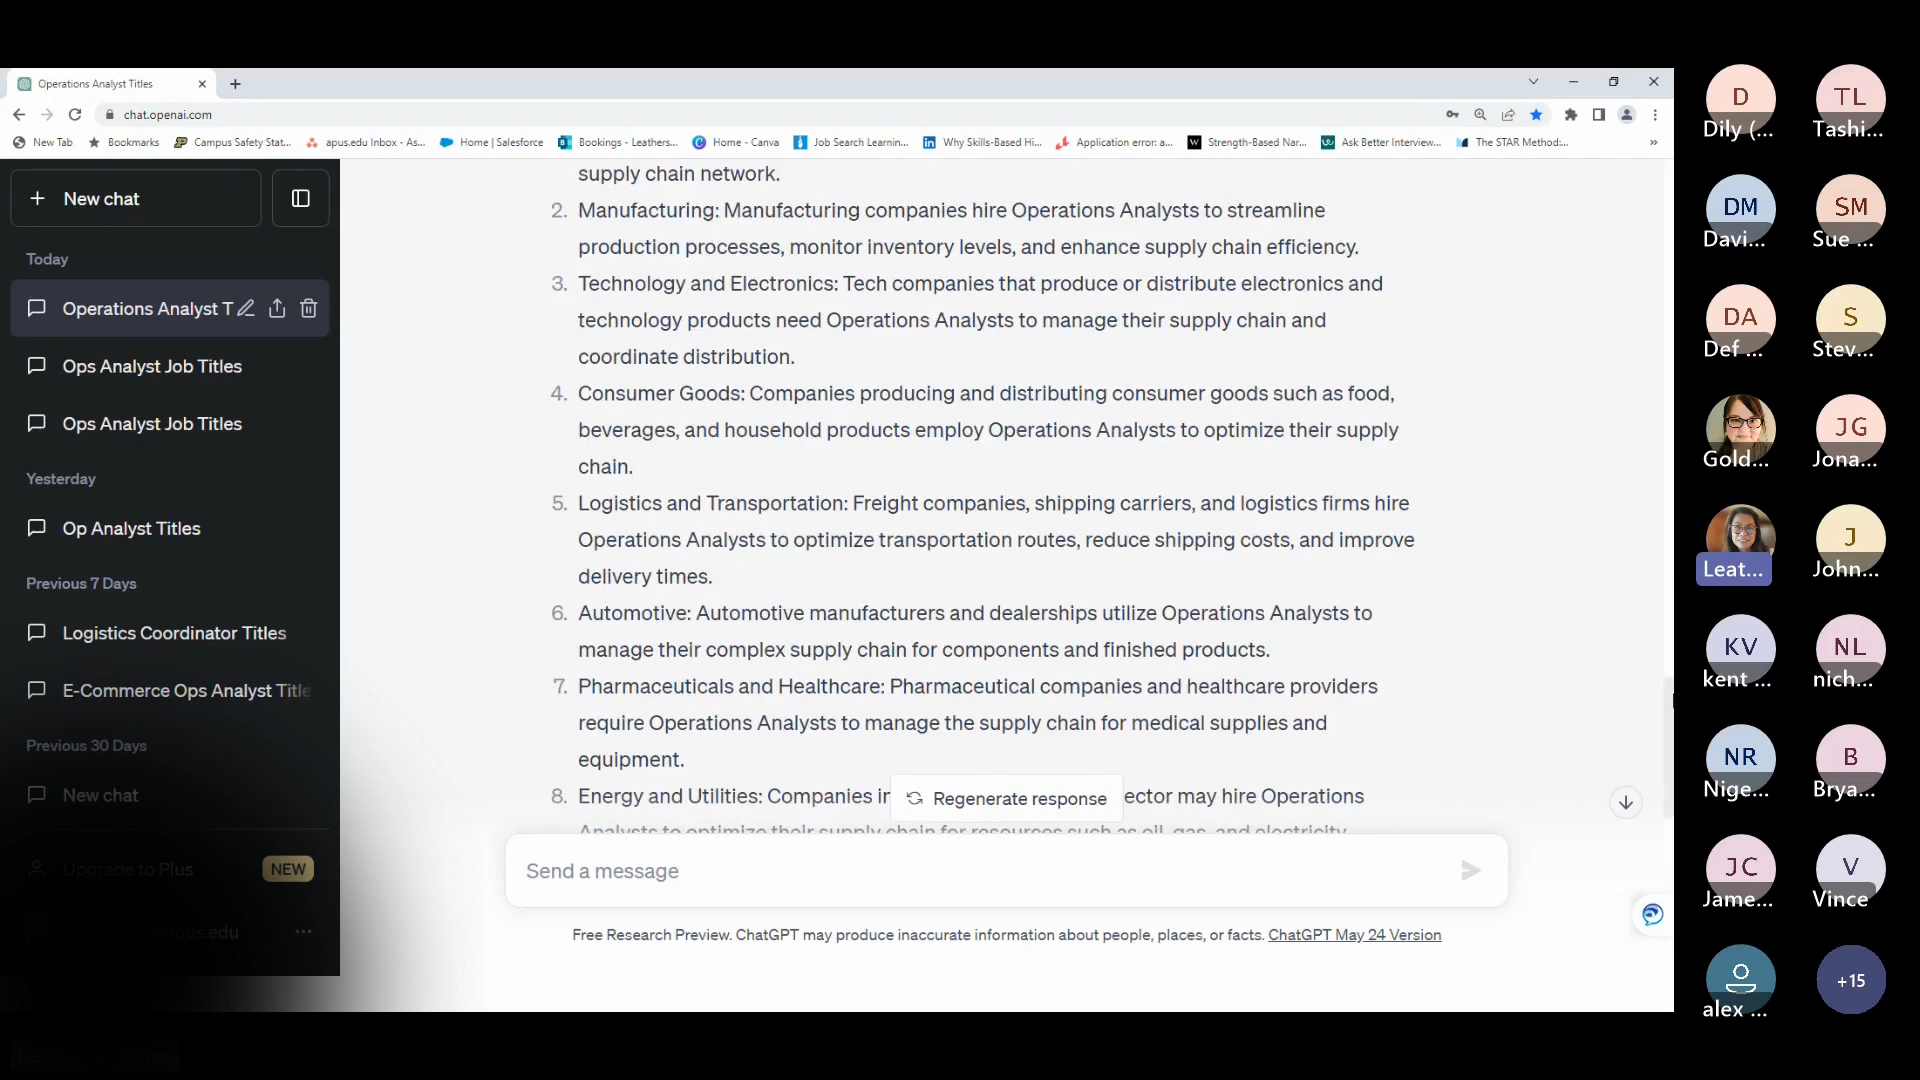 Operations Analyst Titles
chat.openai.com
New Tab
Bookmarks
Campus Safety Stat...
apus.edu Inbox - As...
Home | Salesforce
Bookings - Leathers...
Home - Canva
Job Search Learnin...
Why Skills-Based Hi...
Application error: a...
Strength-Based Nar...
Ask Better Interview...
The STAR Method:...
New chat
Today
Operations Analyst T
Ops Analyst Job Titles
Ops Analyst Job Titles
Yesterday
Op Analyst Titles
Previous 7 Days
Logistics Coordinator Titles
E-Commerce Ops Analyst Title
Previous 30 Days
New chat
Upgrade to Plus
NEW
supply chain network.
2. Manufacturing: Manufacturing companies hire Operations Analysts to streamline
production processes, monitor inventory levels, and enhance supply chain efficiency.
3. Technology and Electronics: Tech companies that produce or distribute electronics and
technology products need Operations Analysts to manage their supply chain and
coordinate distribution.
4. Consumer Goods: Companies producing and distributing consumer goods such as food,
beverages, and household products employ Operations Analysts to optimize their supply
chain.
5. Logistics and Transportation: Freight companies, shipping carriers, and logistics firms hire
Operations Analysts to optimize transportation routes, reduce shipping costs, and improve
delivery times.
6. Automotive: Automotive manufacturers and dealerships utilize Operations Analysts to
manage their complex supply chain for components and finished products.
7. Pharmaceuticals and Healthcare: Pharmaceutical companies and healthcare providers
require Operations Analysts to manage the supply chain for medical supplies and
equipment.
8. Energy and Utilities: Companies in ector may hire Operations
Analysts to optimize their supply chain for resources such as oil, gas, and electricity
Regenerate response
Send a message
Free Research Preview. ChatGPT may produce inaccurate information about people, places, or facts. ChatGPT May 24 Version
D
Dily (...
TL
Tashi...
DM
Davi...
SM
Sue ...
DA
Def ...
S
Stev...
Gold...
JG
Jona...
Leat...
J
John...
KV
kent ...
NL
nich...
NR
Nige...
B
Brya...
JC
Jame...
V
Vince
alex ...
+15